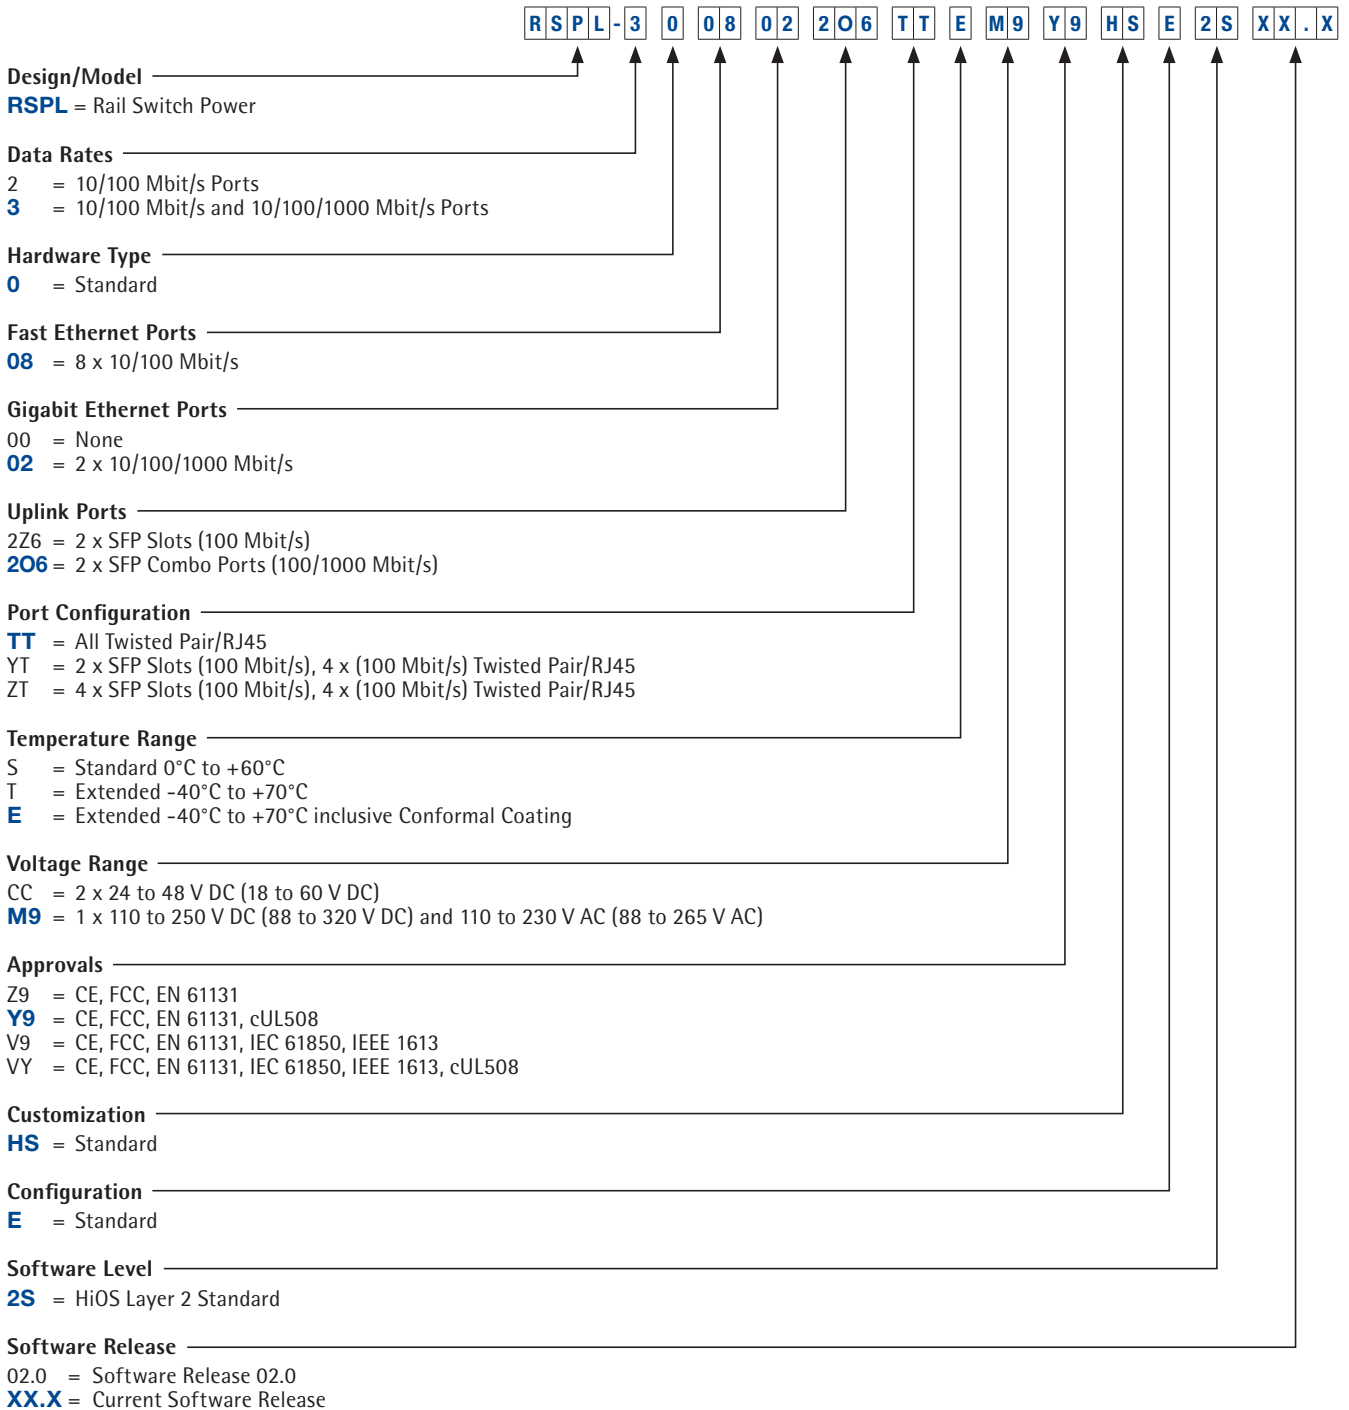 RSPL-3 0 08 02 2O6 TT E M9 Y9 HS E 2S XX.X
Design/Model
RSPL = Rail Switch Power
Data Rates
2 = 10/100 Mbit/s Ports
3 = 10/100 Mbit/s and 10/100/1000 Mbit/s Ports
Hardware Type
0 = Standard
Fast Ethernet Ports
08 = 8 x 10/100 Mbit/s
Gigabit Ethernet Ports
00 = None
02 = 2 x 10/100/1000 Mbit/s
Uplink Ports
2Z6 = 2 x SFP Slots (100 Mbit/s)
2O6 = 2 x SFP Combo Ports (100/1000 Mbit/s)
Port Configuration
TT = All Twisted Pair/RJ45
YT = 2 x SFP Slots (100 Mbit/s), 4 x (100 Mbit/s) Twisted Pair/RJ45
ZT = 4 x SFP Slots (100 Mbit/s), 4 x (100 Mbit/s) Twisted Pair/RJ45
Temperature Range
S = Standard 0°C to +60°C
T = Extended -40°C to +70°C
E = Extended -40°C to +70°C inclusive Conformal Coating
Voltage Range
CC = 2 x 24 to 48 V DC (18 to 60 V DC)
M9 = 1 x 110 to 250 V DC (88 to 320 V DC) and 110 to 230 V AC (88 to 265 V AC)
Approvals
Z9 = CE, FCC, EN 61131
Y9 = CE, FCC, EN 61131, cUL508
V9 = CE, FCC, EN 61131, IEC 61850, IEEE 1613
VY = CE, FCC, EN 61131, IEC 61850, IEEE 1613, cUL508
Customization
HS = Standard
Configuration
E = Standard
Software Level
2S = HiOS Layer 2 Standard
Software Release
02.0 = Software Release 02.0
XX.X = Current Software Release